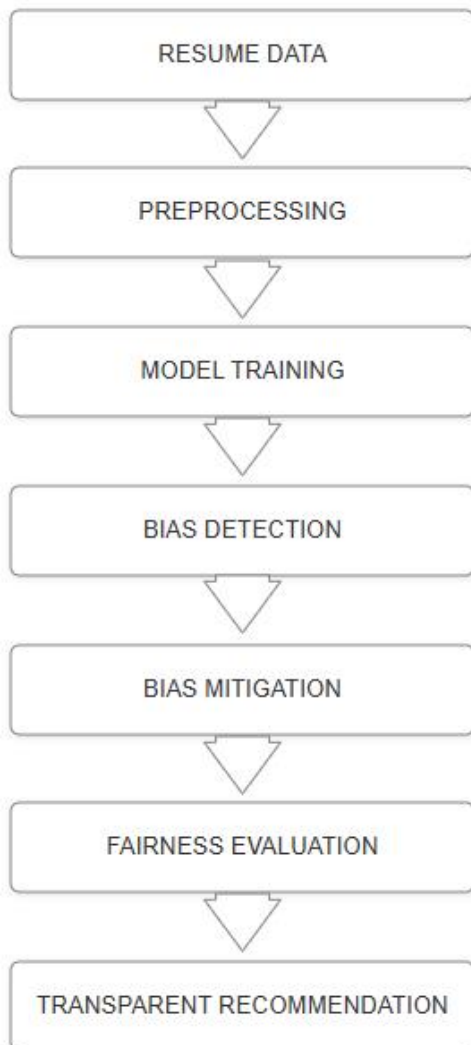 RESUME DATA
PREPROCESSING
MODEL TRAINING
BIAS DETECTION
BIAS MITIGATION
FAIRNESS EVALUATION
TRANSPARENT RECOMMENDATION